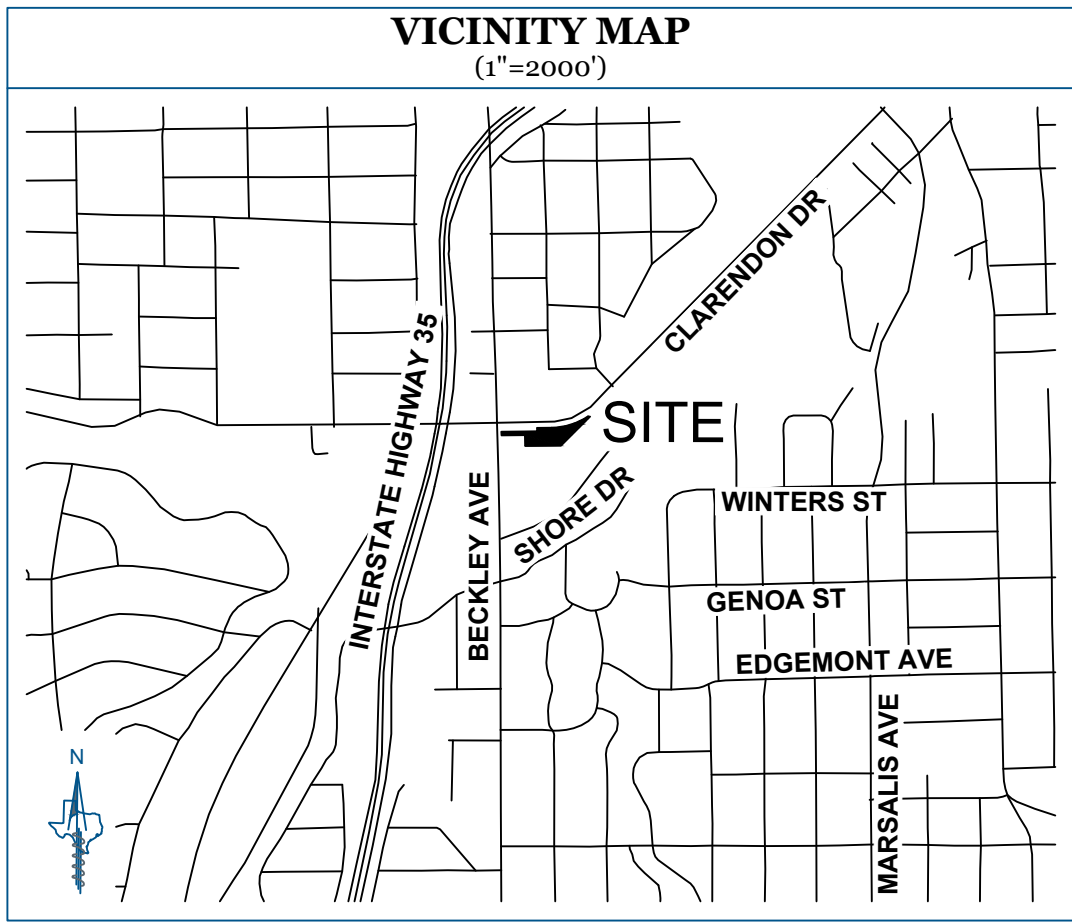 VICINITY MAP
(1"=2000')
CLARENDON DR
INTERSTATE HIGHWAY 35
SITE
BECKLEY AVE
SHORE DR
WINTERS ST
GENOA ST
EDGEMONT AVE
MARSALIS AVE
N